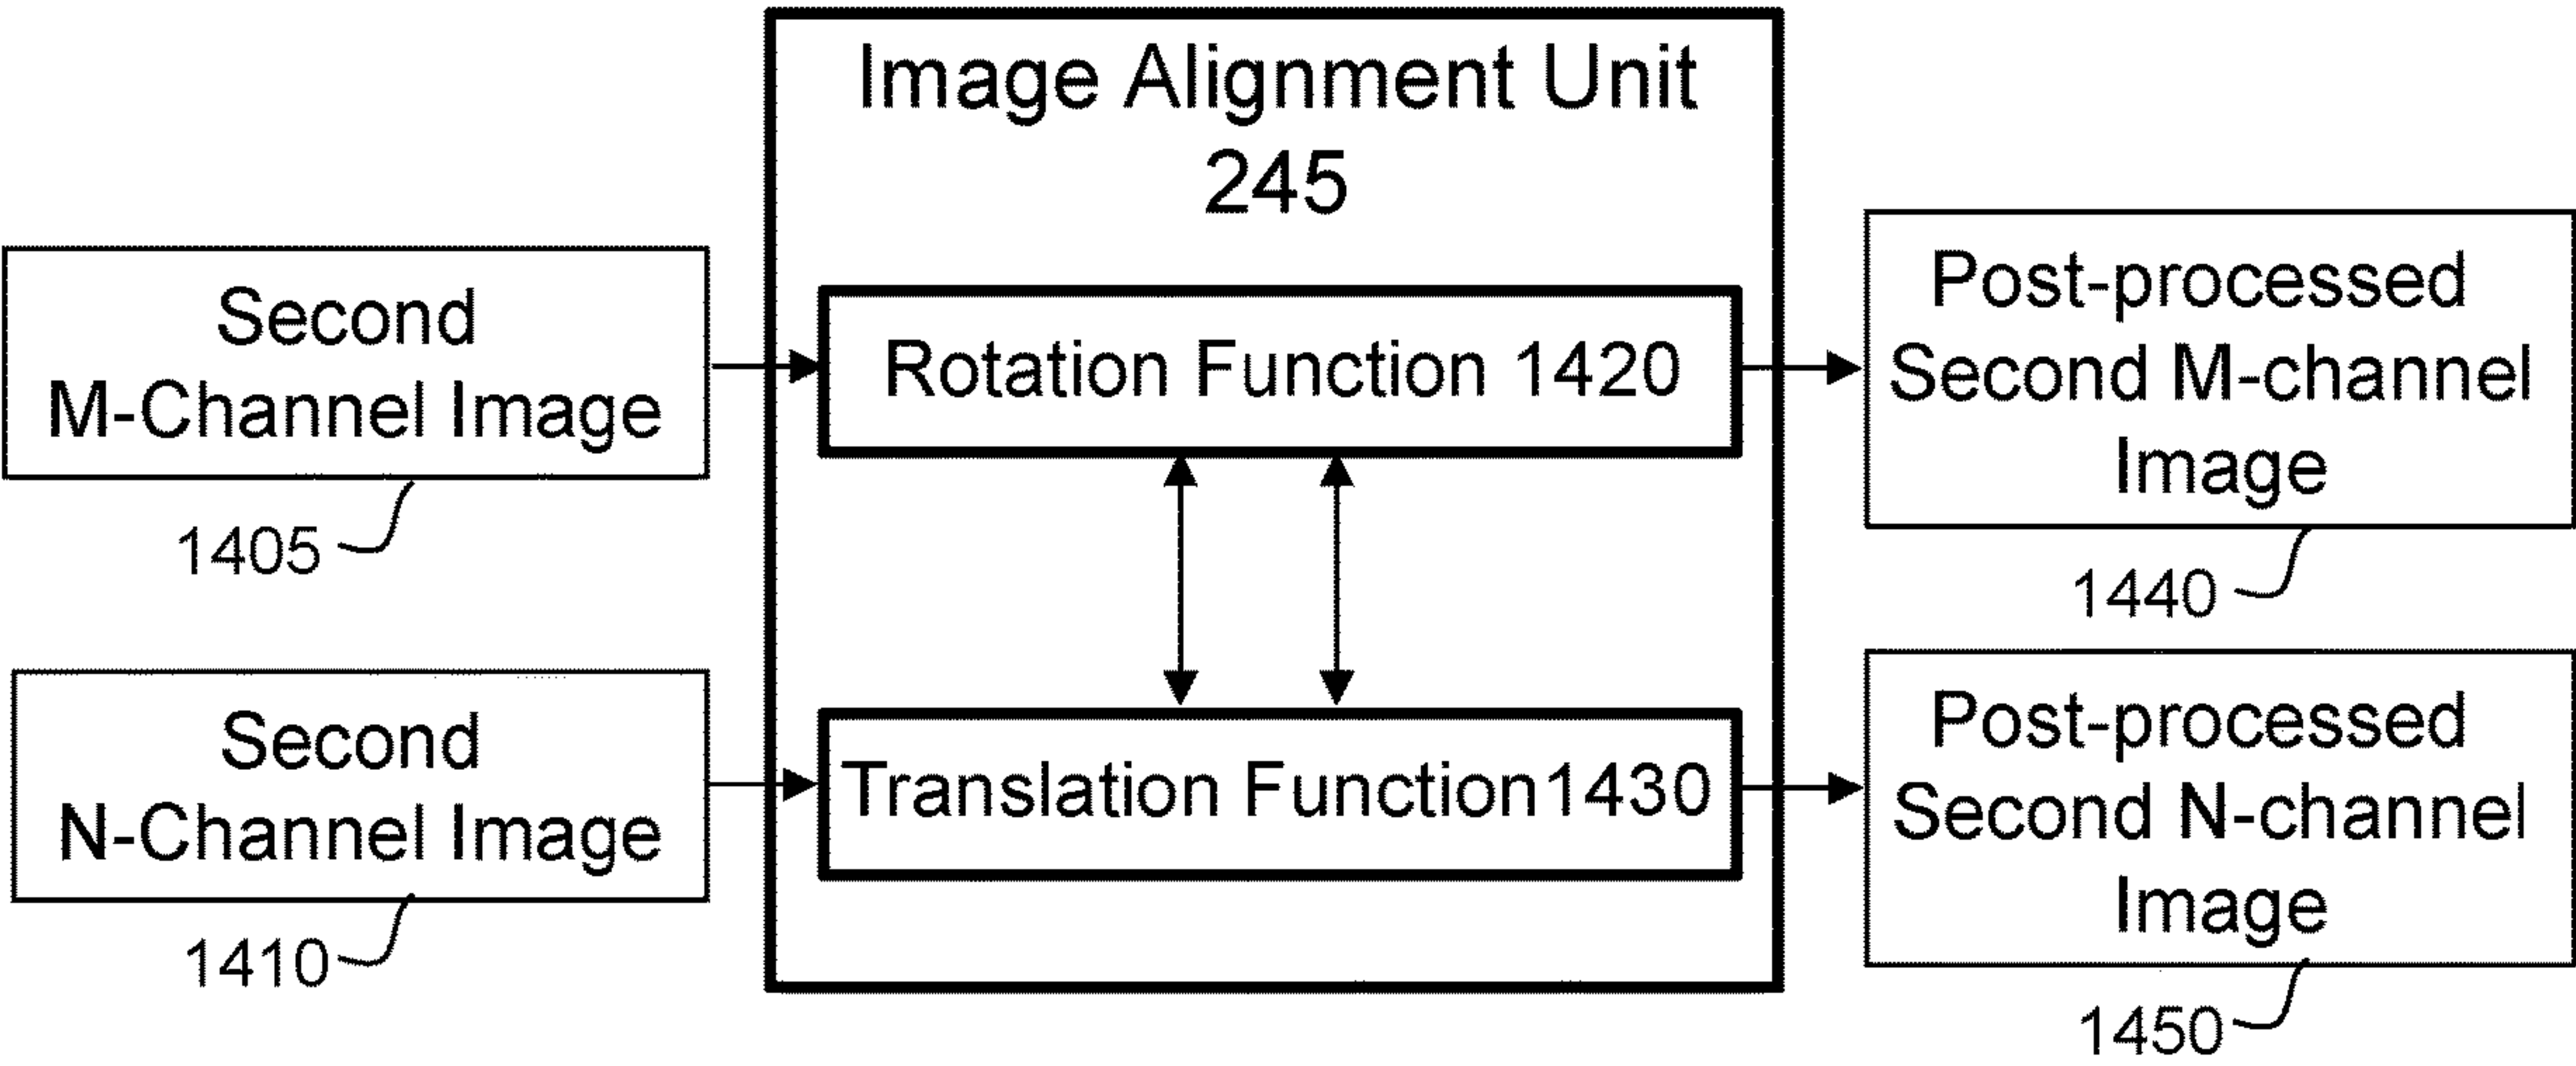 Image Alignment Unit
245
Second
M-Channel Image
1405
Rotation Function 1420
Post-processed
Second M-channel
Image
1440
Second
N-Channel Image
1410
Translation Function1430
Post-processed
Second N-channel
Image
1450